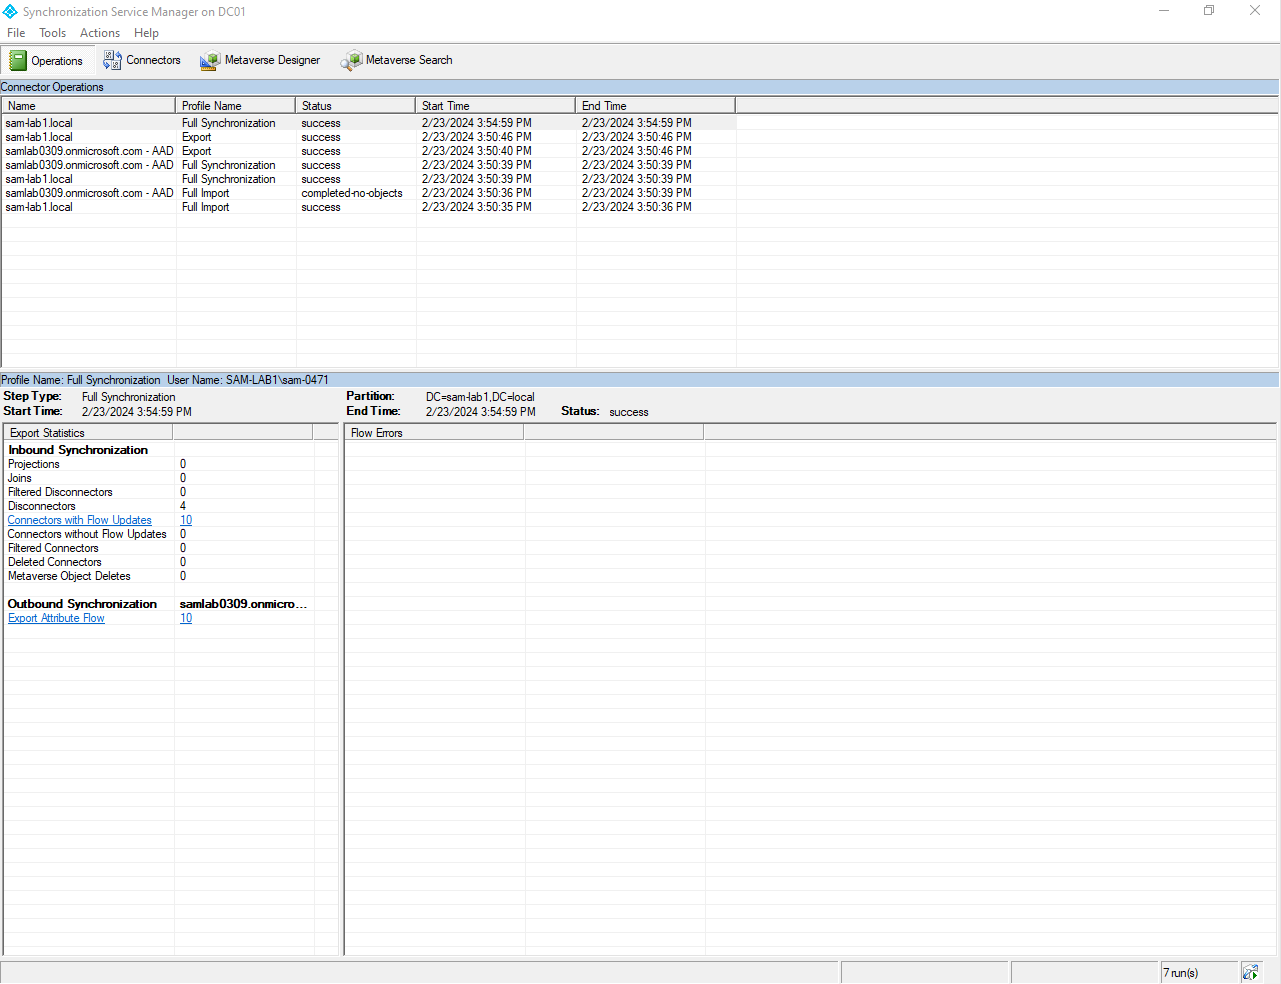 Synchronization Service Manager on DC01
File Tools Actions Help
Operations Connectors Metaverse Designer Metaverse Search
Connector Operations
Name Profile Name Status Start Time End Time
sam-lab1.local Full Synchronization success 2/23/2024 3:54:59 PM 2/23/2024 3:54:59 PM
sam-lab1.local Export success 2/23/2024 3:50:46 PM 2/23/2024 3:50:46 PM
samlab0309.onmicrosoft.com - AAD Export success 2/23/2024 3:50:40 PM 2/23/2024 3:50:46 PM
samlab0309.onmicrosoft.com - AAD Full Synchronization success 2/23/2024 3:50:39 PM 2/23/2024 3:50:39 PM
sam-lab1.local Full Synchronization success 2/23/2024 3:50:39 PM 2/23/2024 3:50:39 PM
samlab0309.onmicrosoft.com - AAD Full Import completed-no-objects 2/23/2024 3:50:36 PM 2/23/2024 3:50:39 PM
sam-lab1.local Full Import success 2/23/2024 3:50:35 PM 2/23/2024 3:50:36 PM
Profile Name: Full Synchronization User Name: SAM-LAB1\sam-0471
Step Type: Full Synchronization Partition: DC=sam-lab1,DC=local
Start Time: 2/23/2024 3:54:59 PM End Time: 2/23/2024 3:54:59 PM Status: success
Export Statistics Flow Errors
Inbound Synchronization
Projections 0
Joins 0
Filtered Disconnectors 0
Disconnectors 4
Connectors with Flow Updates 10
Connectors without Flow Updates 0
Filtered Connectors 0
Deleted Connectors 0
Metaverse Object Deletes 0
Outbound Synchronization samlab0309.onmicro...
Export Attribute Flow 10
7 run(s)